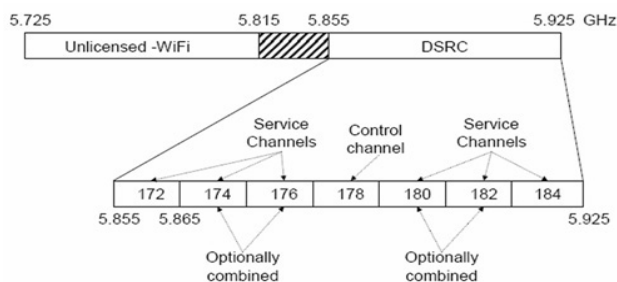 5.725 5.815 5.855 5.925 GHz
Unlicensed -WiFi DSRC
Service Channels Control channel Service Channels
172 174 176 178 180 182 184
5.855 5.865 5.925
Optionally combined Optionally combined